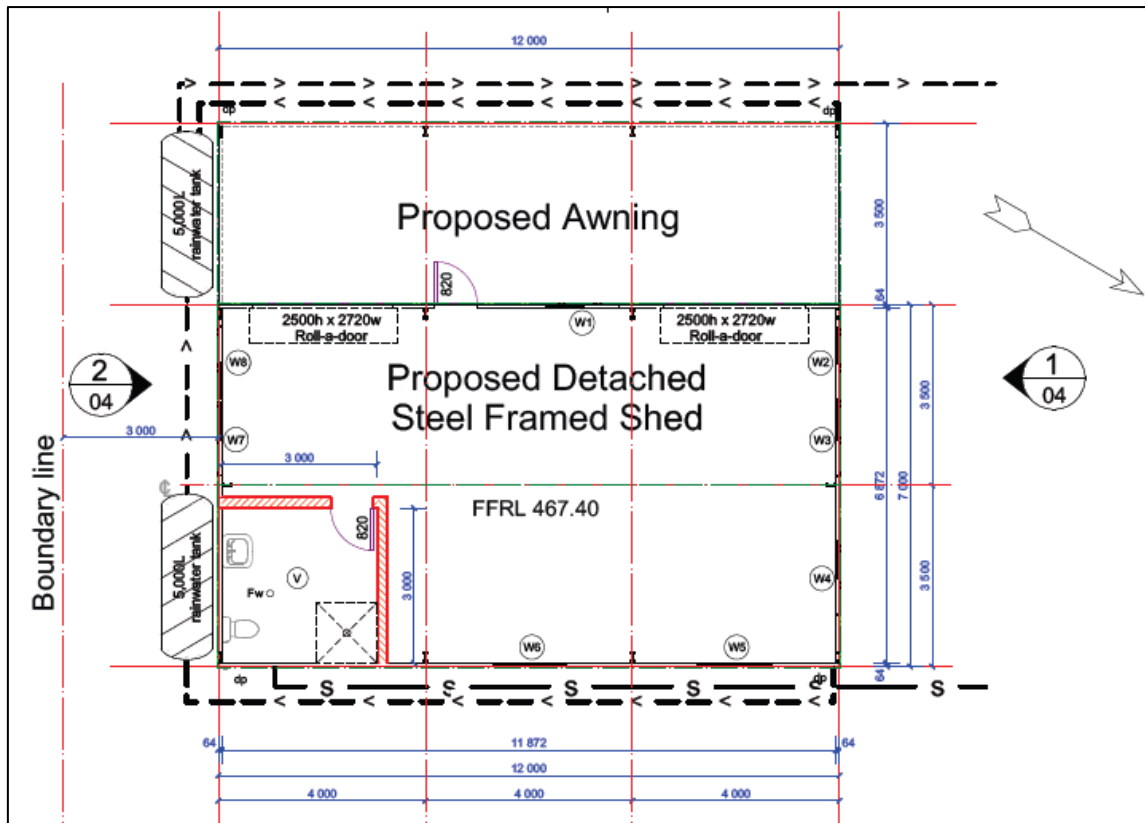 12 000
dp
dp
5,000L
rainwater tank
Proposed Awning
3 500
820
64
2500h x 2720w
Roll-a-door
W1
2500h x 2720w
Roll-a-door
W8
W2
2
04
Proposed Detached
Steel Framed Shed
1
04
3 500
3 000
W7
W3
3 000
6 872
7 000
℄
FFRL 467.40
820
Boundary line
5,000L
rainwater tank
V
Fw
3 000
W4
3 500
W6
W5
dp
dp
64
S
S
S
S
S
64
11 872
64
12 000
4 000
4 000
4 000